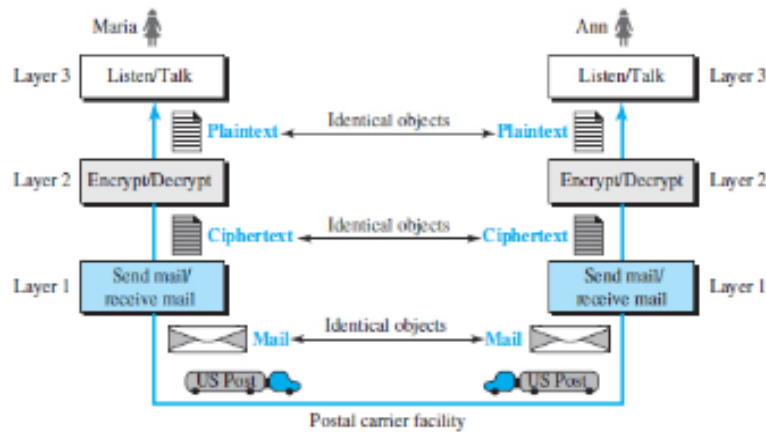 Maria Ann
Layer 3 Listen/Talk Listen/Talk Layer 3
Plaintext Identical objects Plaintext
Layer 2 Encrypt/Decrypt Encrypt/Decrypt Layer 2
Ciphertext Identical objects Ciphertext
Layer 1 Send mail/ Send mail/ Layer 1
receive mail receive mail
Mail Identical objects Mail
US Post US Post
Postal carrier facility